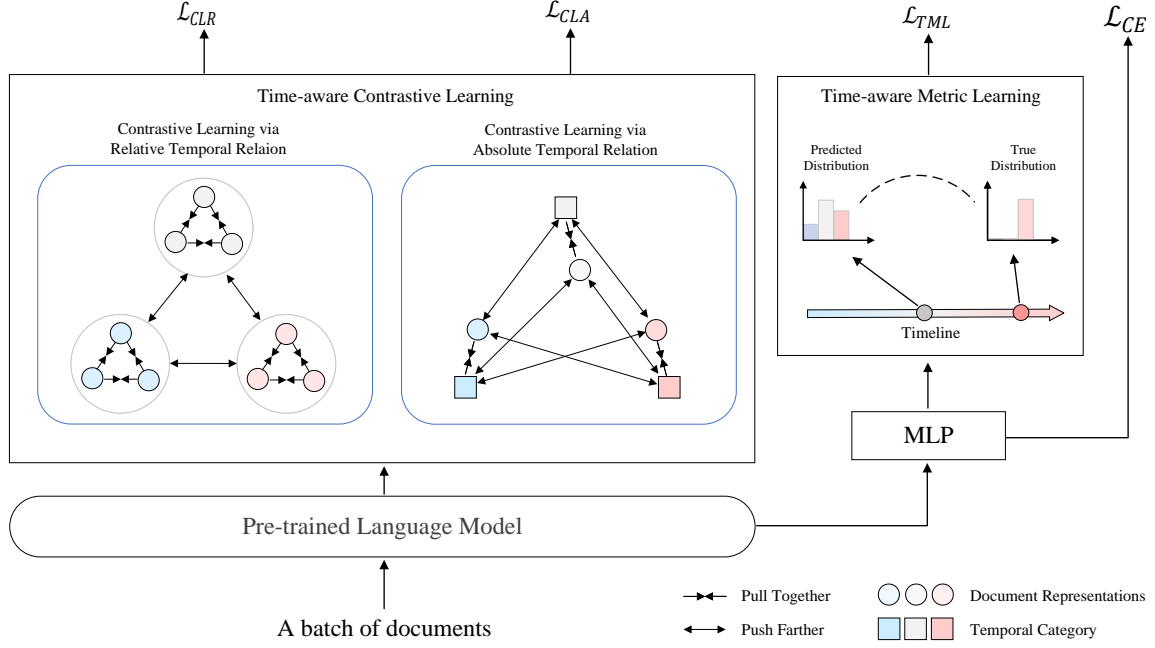 ℒCLR
ℒCLA
ℒTML
ℒCE
Time-aware Contrastive Learning
Contrastive Learning via
Relative Temporal Relaion
Contrastive Learning via
Absolute Temporal Relation
Time-aware Metric Learning
Predicted
Distribution
True
Distribution
Timeline
MLP
Pre-trained Language Model
A batch of documents
Pull Together
Push Farther
Document Representations
Temporal Category